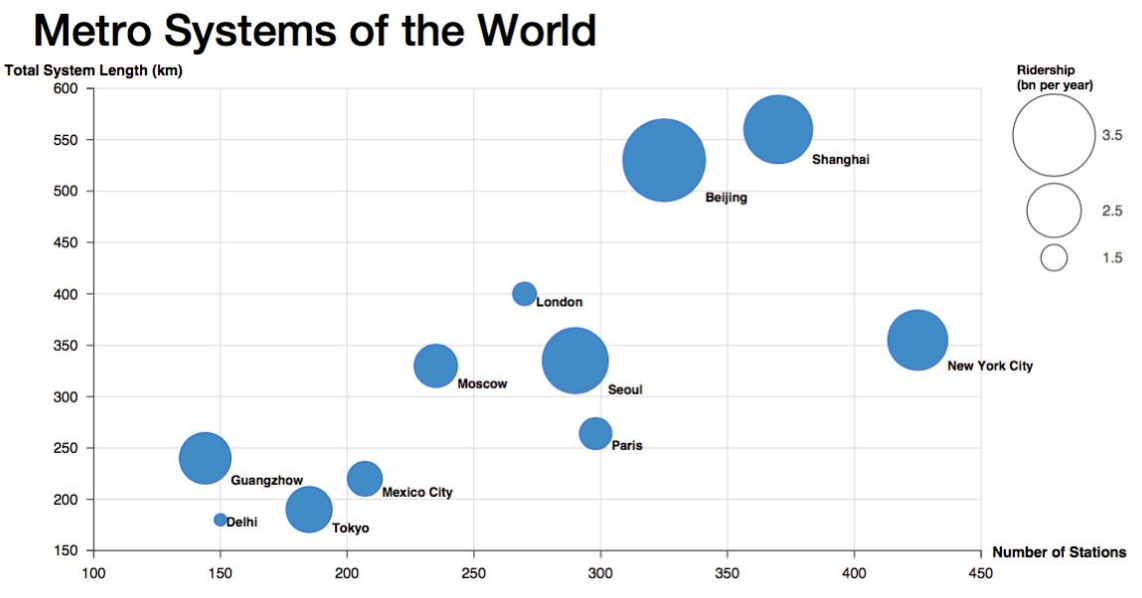 Metro Systems of the World
Total System Length (km)
Ridership
(bn per year)
600
550
500
450
400
350
300
250
200
150
3.5
2.5
1.5
Shanghai
Beijing
London
New York City
Moscow
Seoul
Paris
Guangzhow
Mexico City
Delhi
Tokyo
Number of Stations
100 150 200 250 300 350 400 450